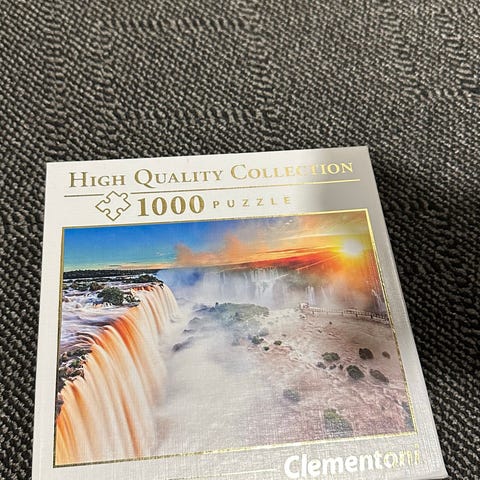 HIGH QUALITY COLLECTION
1000 PUZZLE
Clementoni